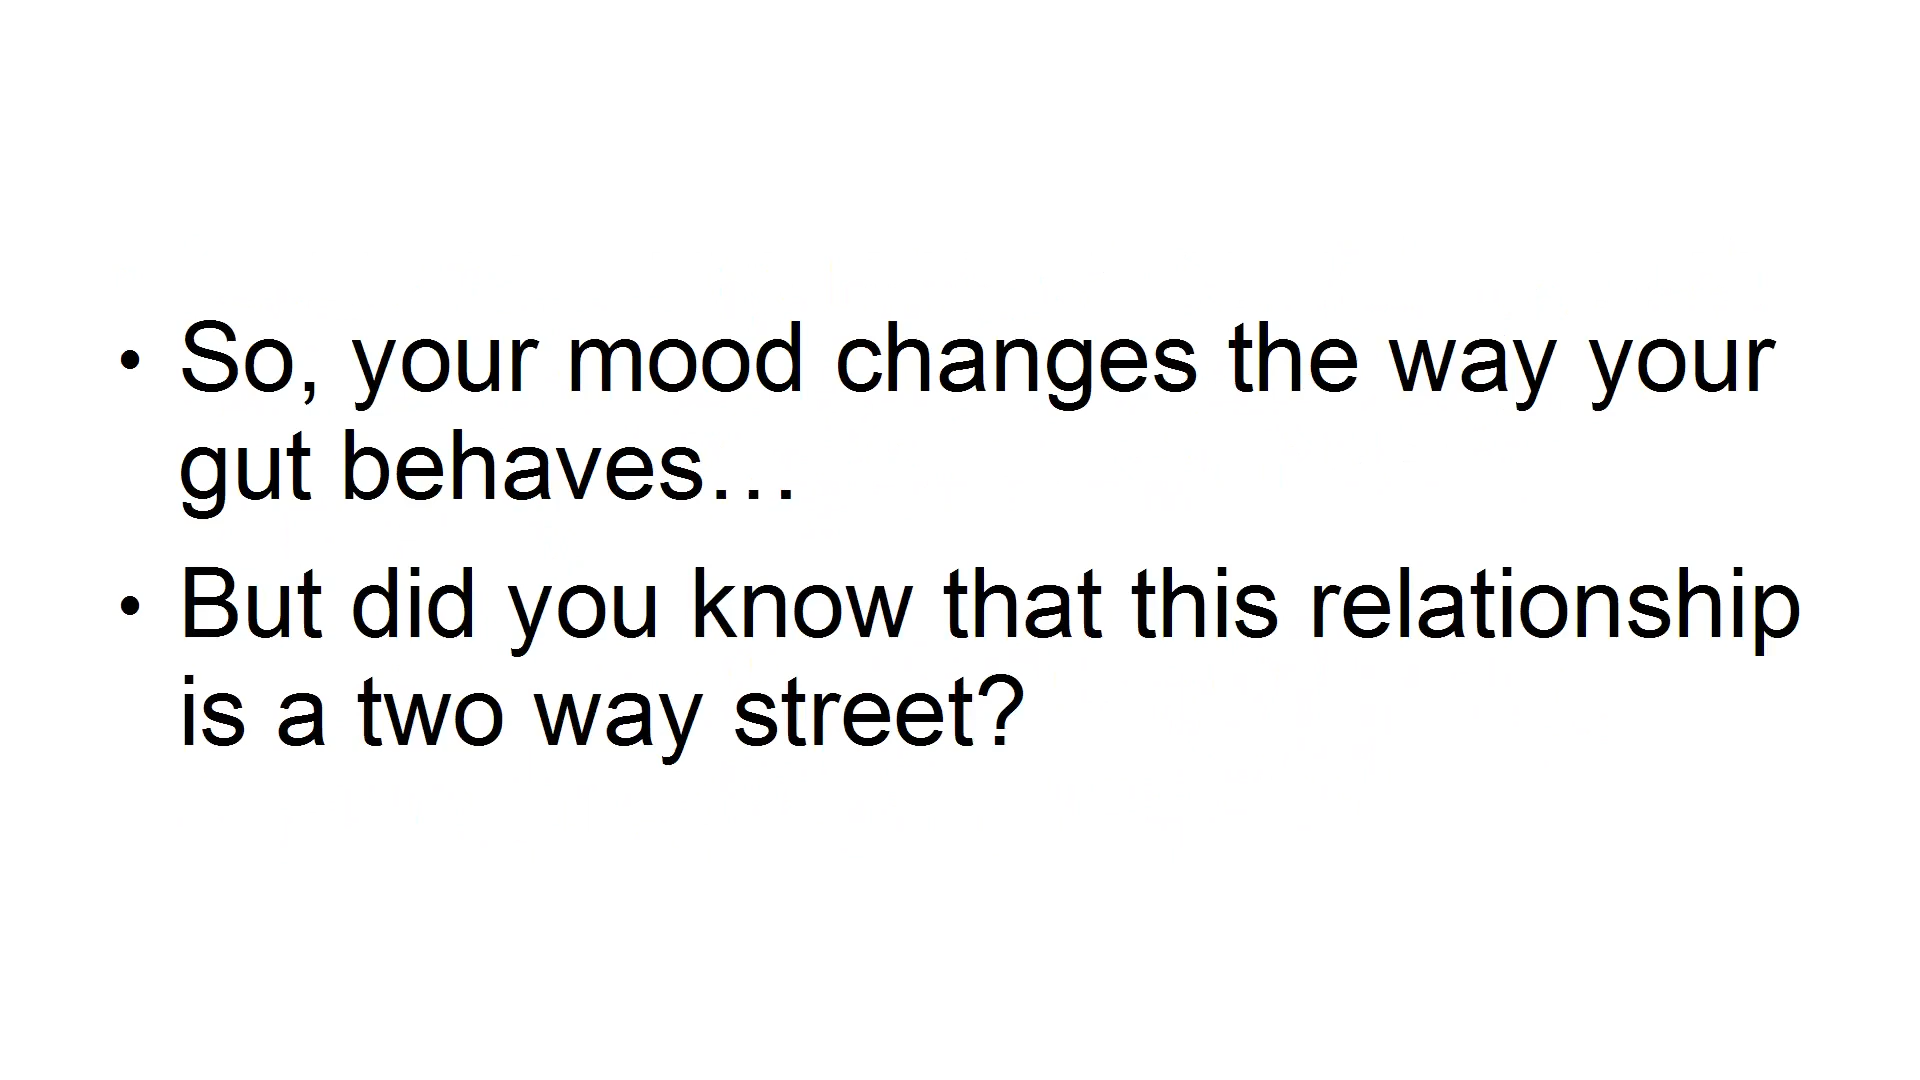 • So, your mood changes the way your
gut behaves…
• But did you know that this relationship
is a two way street?